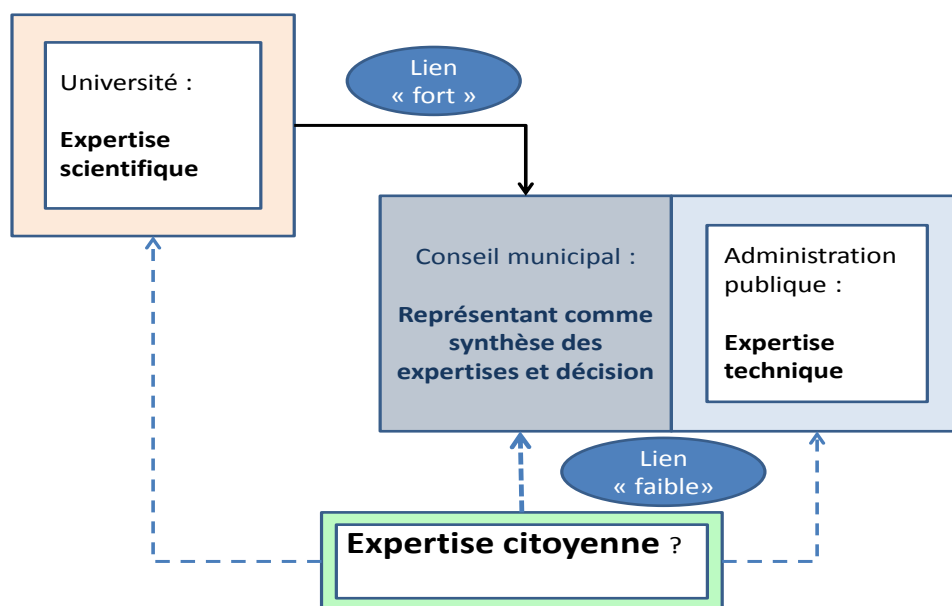 Université :
Expertise
scientifique
Lien
« fort »
Conseil municipal :
Représentant comme
synthèse des
expertises et décision
Administration
publique :
Expertise
technique
Lien
« faible»
Expertise citoyenne ?